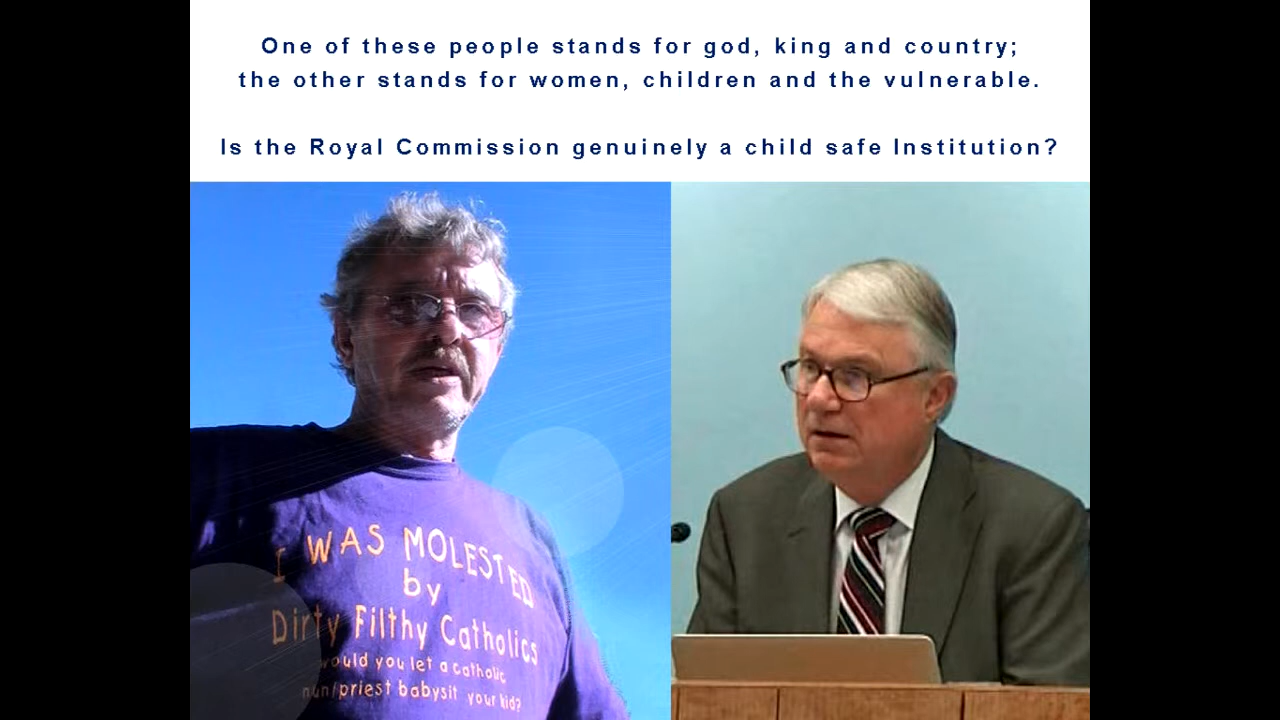 One of these people stands for god, king and country;
the other stands for women, children and the vulnerable.
Is the Royal Commission genuinely a child safe Institution?
I WAS MOLESTED
by
Dirty Filthy Catholics
would you let a catholic
nun/priest babysit your kid?